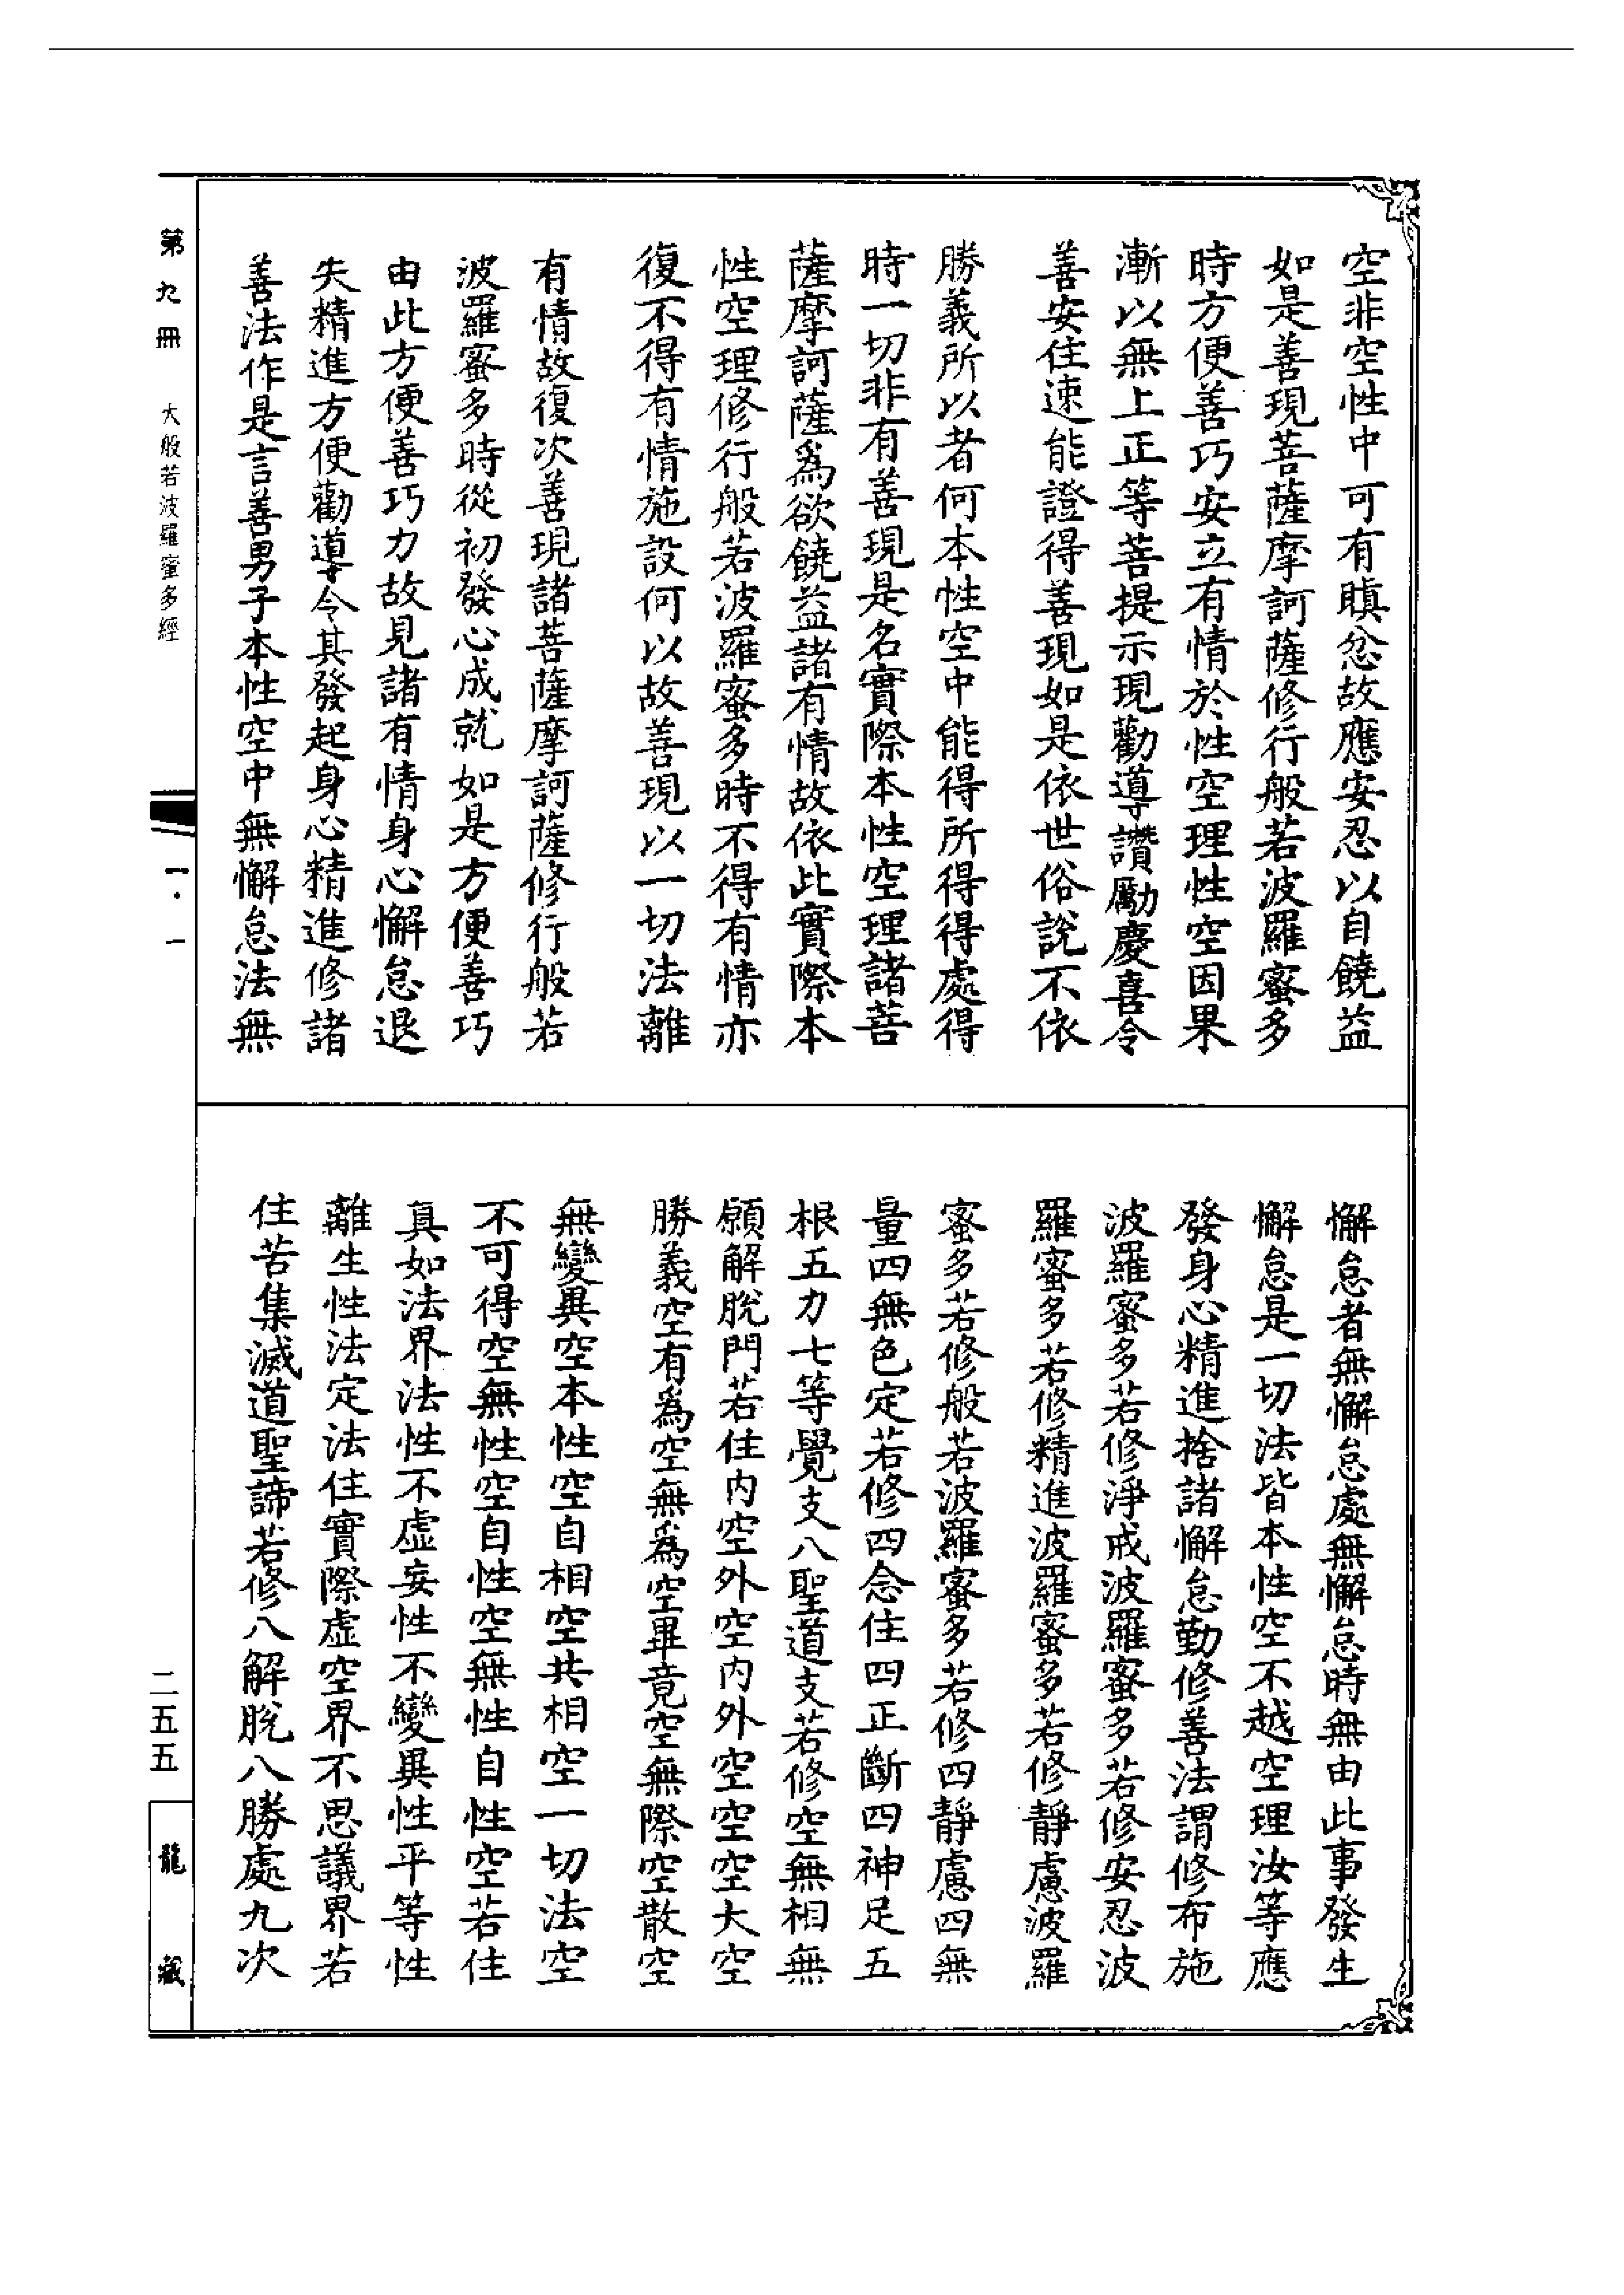 空非空性中可有瞋忿故應安忍以自饒益
如是善現菩薩摩訶薩修行般若波羅蜜多
時方便善巧安立有情於性空理性空因果
漸以無上正等菩提示現勸導讚勵慶喜令
善安住速能證得善現如是依世俗說不依
勝義所以者何本性空中能得所得得處得
時一切非有善現是名實際本性空理諸菩
薩摩訶薩爲欲饒益諸有情故依此實際本
性空理修行般若波羅蜜多時不得有情亦
復不得有情施設何以故善現以一切法離
有情故復次善現諸菩薩摩訶薩修行般若
波羅蜜多時從初發心成就如是方便善巧
由此方便善巧力故見諸有情身心懈怠退
失精進方便勸導令其發起身心精進修諸
善法作是言善男子本性空中無懈怠法無
懈怠者無懈怠處無懈怠時無由此事發生
懈怠是一切法皆本性空不越空理汝等應
發身心精進捨諸懈怠勤修善法謂修布施
波羅蜜多若修淨戒波羅蜜多若修安忍波
羅蜜多若修精進波羅蜜多若修靜慮波羅
蜜多若修般若波羅蜜多若修四靜慮四無
量四無色定若修四念住四正斷四神足五
根五力七等覺支八聖道支若修空無相無
願解脫門若住内空外空内外空空空大空
勝義空有爲空無爲空畢竟空無際空散空
無變異空本性空自相空共相空一切法空
不可得空無性空自性空無性自性空若住
真如法界法性不虛妄性不變異性平等性
離生性法定法住實際虛空界不思議界若
住苦集滅道聖諦若修八解脫八勝處九次
第九冊 大般若波羅蜜多經
一·一
二五五
龍藏